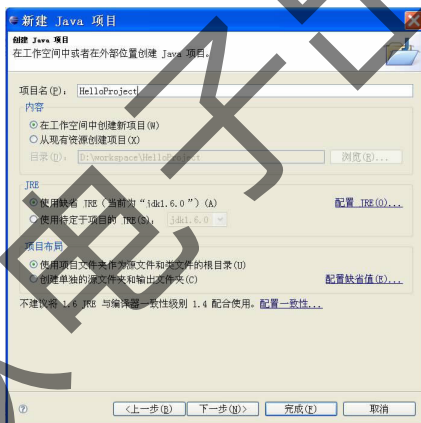 新建 Java 项目
创建 Java 项目
在工作空间中或者在外部位置创建 Java 项目。
项目名(P): HelloProject
内容
在工作空间中创建新项目(W)
从现有资源创建项目(X)
目录(D): D:\workspace\HelloProject 浏览(R)...
JRE
使用缺省 JRE（当前为“jdk1.6.0”）(A) 配置 JRE(O)...
使用特定于项目的 JRE(S): jdk1.6.0
项目布局
使用项目文件夹作为源文件和类文件的根目录(U)
创建单独的源文件夹和输出文件夹(C) 配置缺省值(E)...
不建议将 1.6 JRE 与编译器一致性级别 1.4 配合使用。配置一致性...
<上一步(B) 下一步(N)> 完成(F) 取消